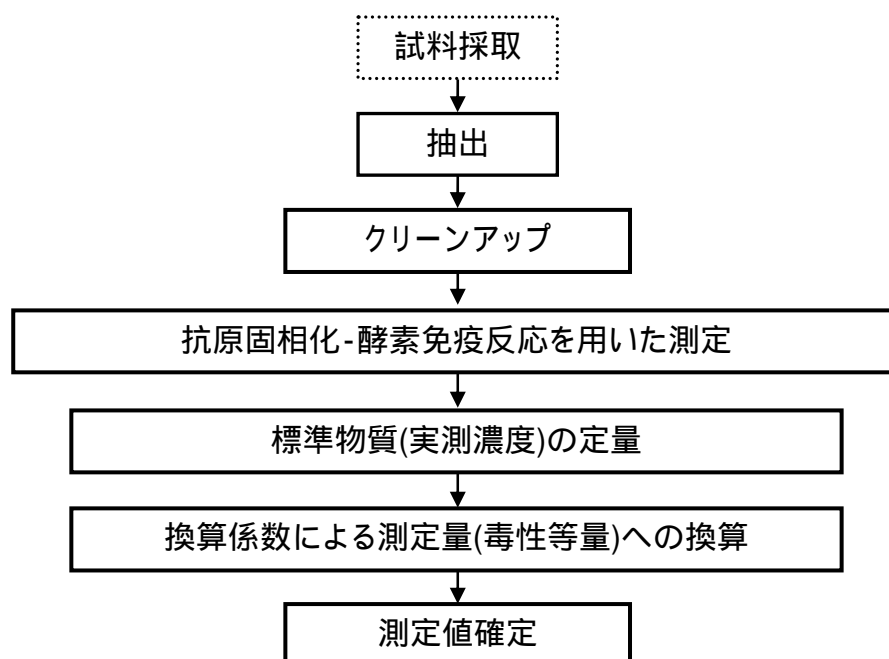 試料採取
抽出
クリーンアップ
抗原固相化-酵素免疫反応を用いた測定
標準物質(実測濃度)の定量
換算係数による測定量(毒性等量)への換算
測定値確定